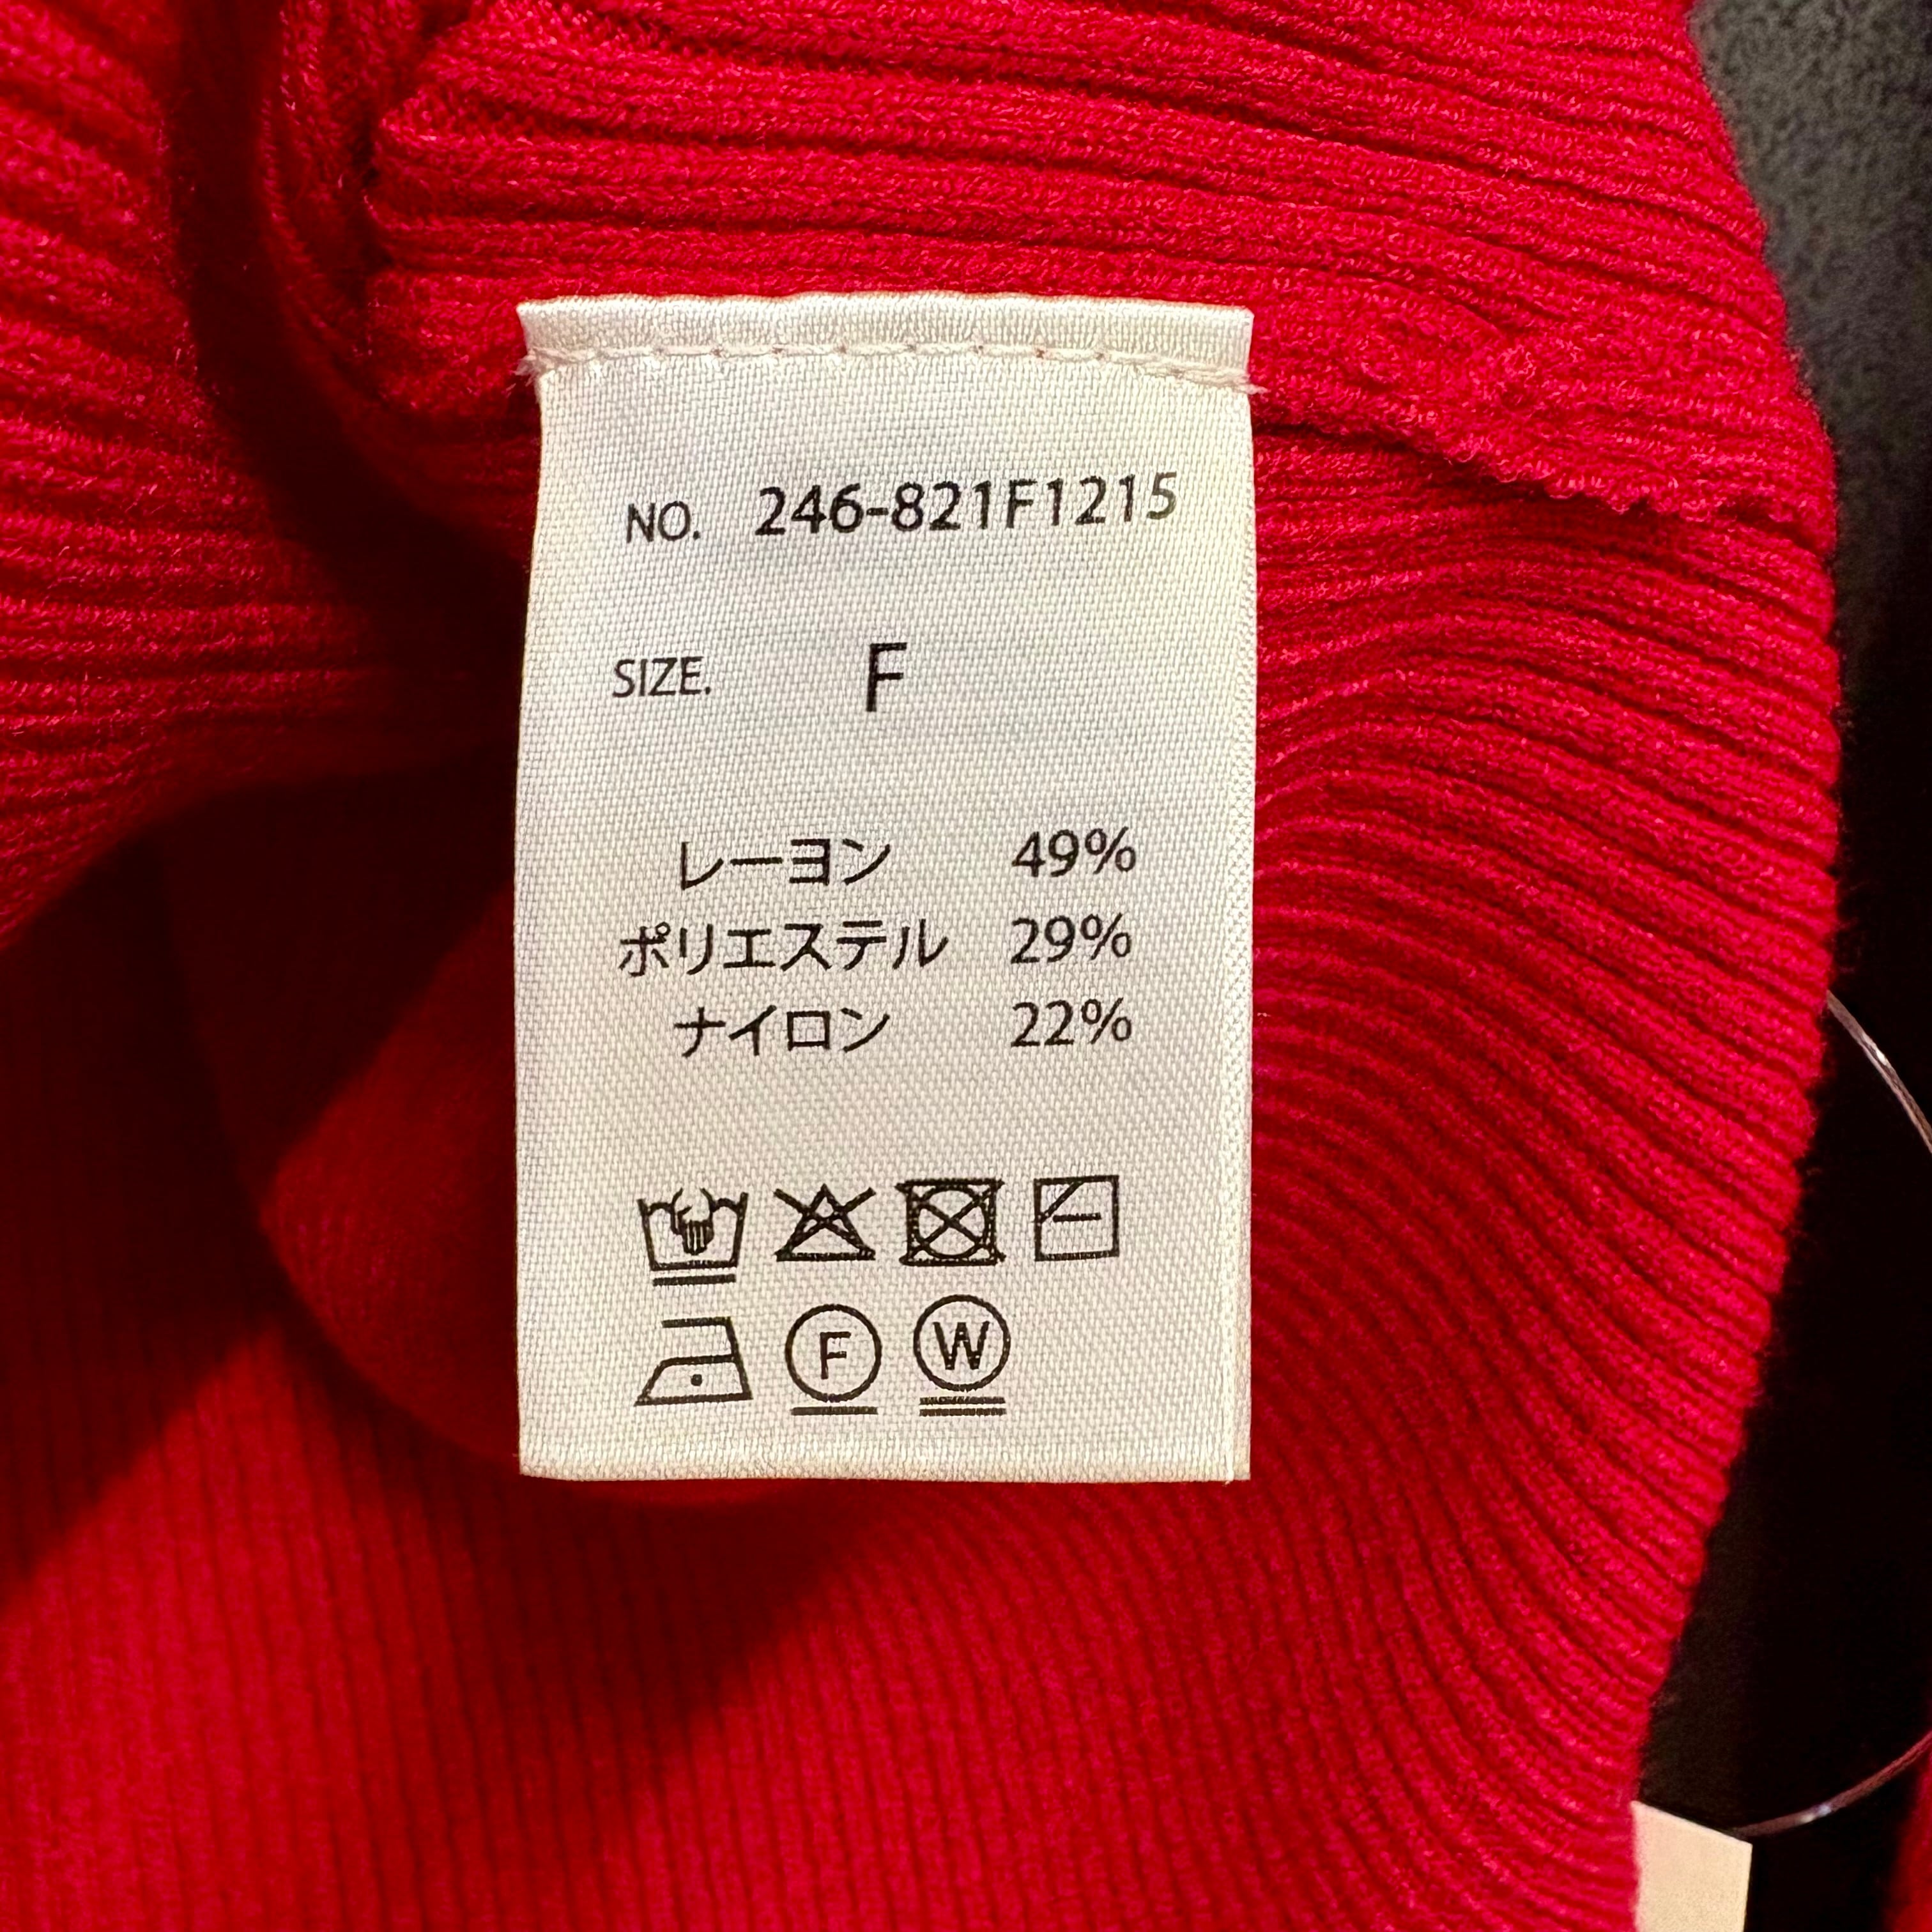 NO. 246-821F1215
SIZE. F
レーヨン 49%
ポリエステル 29%
ナイロン 22%
F W